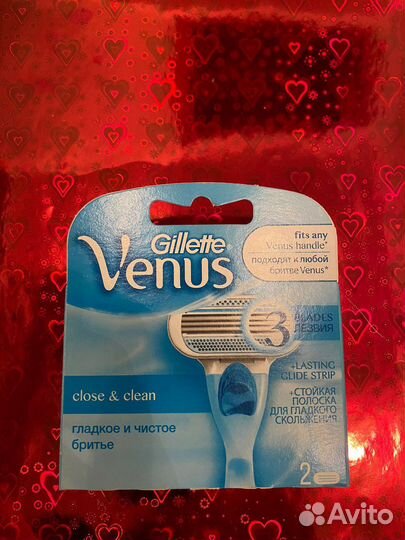 Gillette
Venus
fits any
Venus handle*
подходят к любой
бритве Venus*
3 BLADES
ЛЕЗВИЯ
+LASTING
GLIDE STRIP
+СТОЙКАЯ
ПОЛОСКА
ДЛЯ ГЛАДКОГО
СКОЛЬЖЕНИЯ
close & clean
гладкое и чистое
бритье
2
Avito